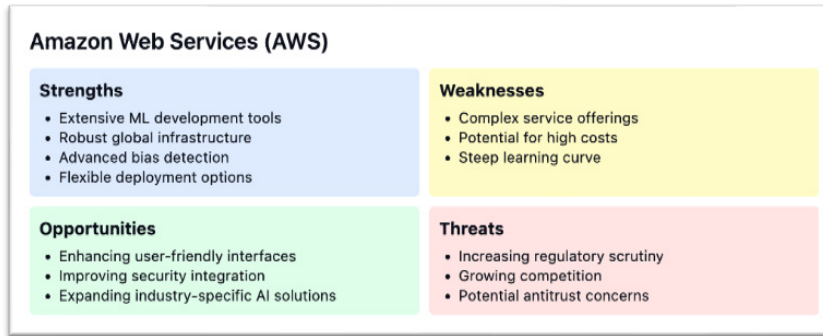 Amazon Web Services (AWS)
Strengths
• Extensive ML development tools
• Robust global infrastructure
• Advanced bias detection
• Flexible deployment options
Weaknesses
• Complex service offerings
• Potential for high costs
• Steep learning curve
Opportunities
• Enhancing user-friendly interfaces
• Improving security integration
• Expanding industry-specific AI solutions
Threats
• Increasing regulatory scrutiny
• Growing competition
• Potential antitrust concerns